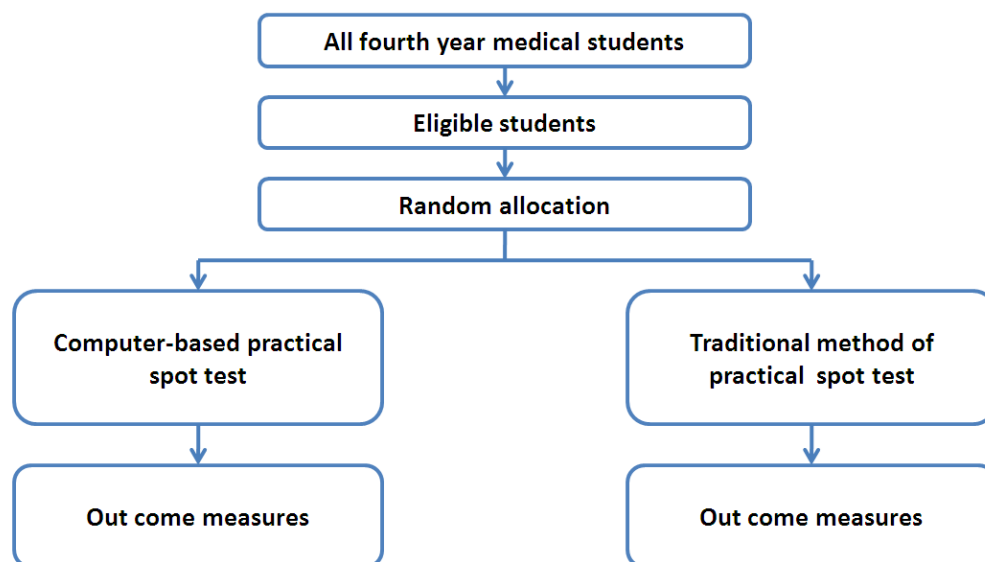 All fourth year medical students
Eligible students
Random allocation
Computer-based practical
spot test
Traditional method of
practical spot test
Out come measures
Out come measures